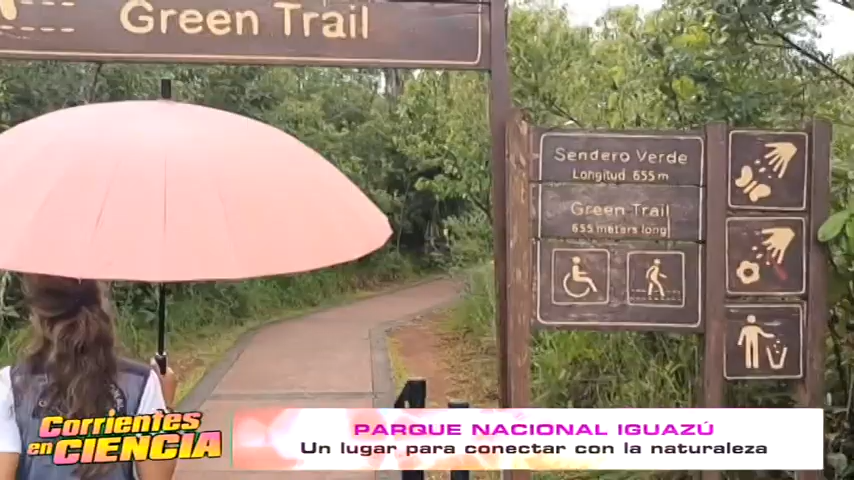 Green Trail
Sendero Verde
Longitud 655 m
Green Trail
655 meters long
Corrientes
en CIENCIA
PARQUE NACIONAL IGUAZÚ
Un lugar para conectar con la naturaleza